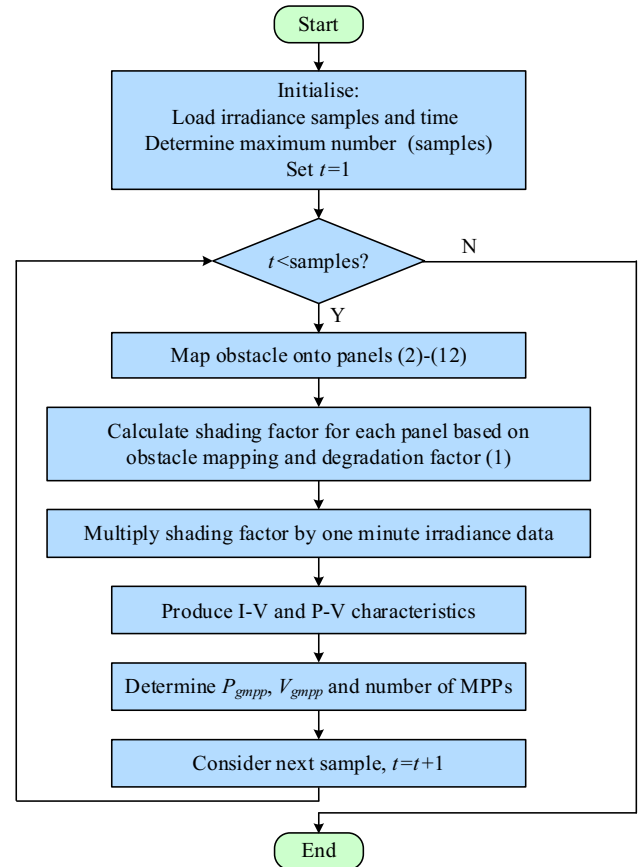 Start
Initialise:
Load irradiance samples and time
Determine maximum number (samples)
Set t=1
t<samples?
N
Y
Map obstacle onto panels (2)-(12)
Calculate shading factor for each panel based on
obstacle mapping and degradation factor (1)
Multiply shading factor by one minute irradiance data
Produce I-V and P-V characteristics
Determine Pgmpp, Vgmpp and number of MPPs
Consider next sample, t=t+1
End